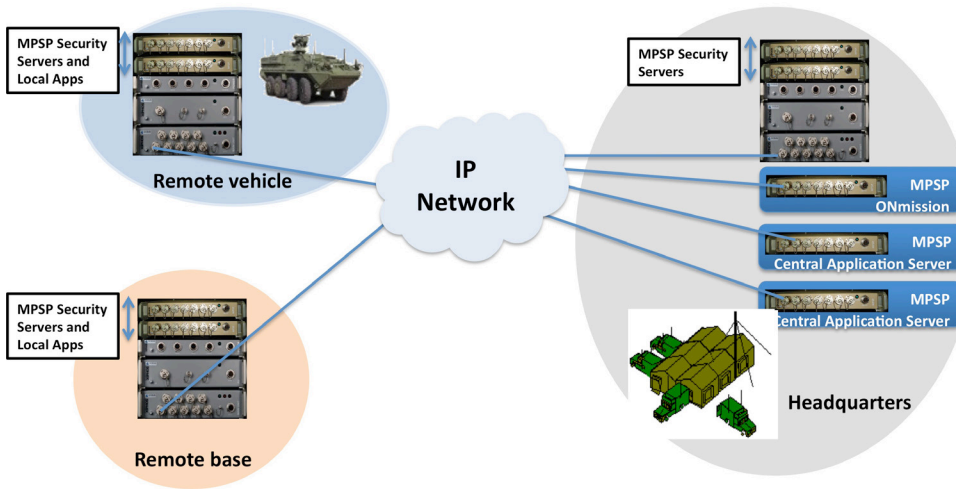 MPSP Security
Servers and
Local Apps
Remote vehicle
IP
Network
MPSP Security
Servers
MPSP
ONmission
MPSP
Central Application Server
MPSP
Central Application Server
Headquarters
MPSP Security
Servers and
Local Apps
Remote base